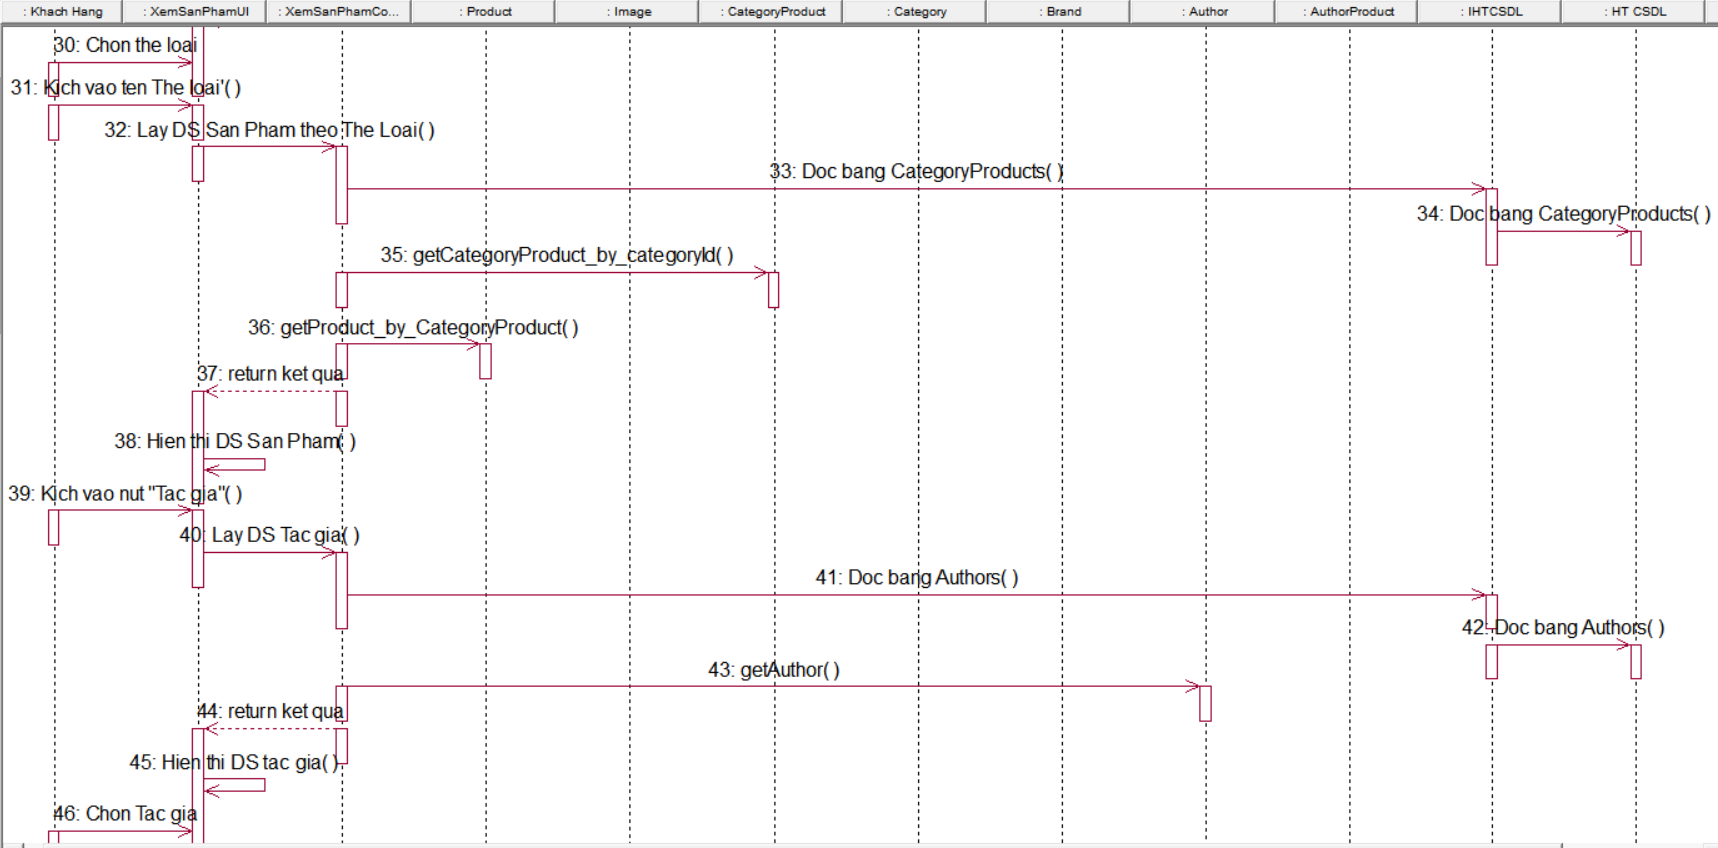 : Khach Hang
: XemSanPhamUI
: XemSanPhamCo...
: Product
: Image
: CategoryProduct
: Category
: Brand
: Author
: AuthorProduct
: IHTCSDL
: HT CSDL
30: Chon the loai
31: Kich vao ten The loai'( )
32: Lay DS San Pham theo The Loai( )
33: Doc bang CategoryProducts( )
34: Doc bang CategoryProducts( )
35: getCategoryProduct_by_categoryId( )
36: getProduct_by_CategoryProduct( )
37: return ket qua
38: Hien thi DS San Pham( )
39: Kich vao nut "Tac gia"( )
40: Lay DS Tac gia( )
41: Doc bang Authors( )
42: Doc bang Authors( )
43: getAuthor( )
44: return ket qua
45: Hien thi DS tac gia( )
46: Chon Tac gia